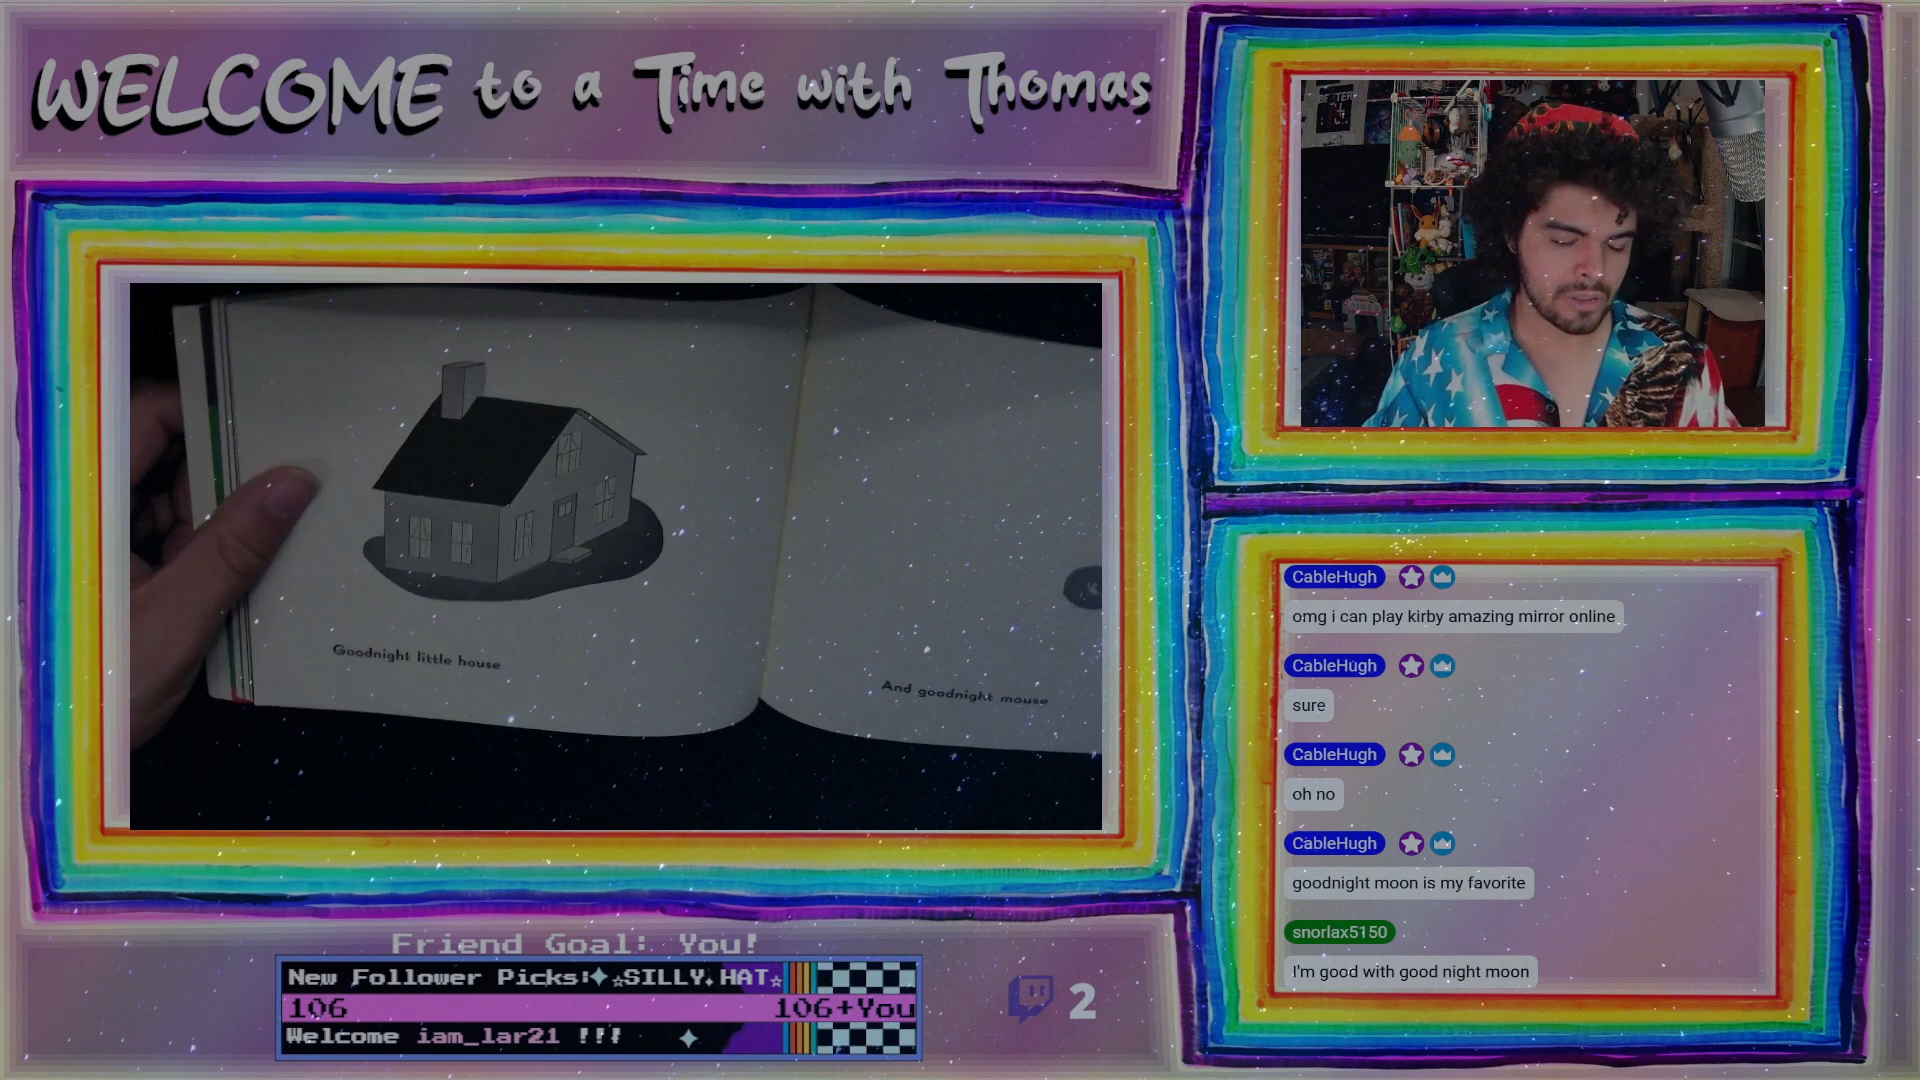 WELCOME to a Time with Thomas
BETTER
Goodnight little house
And goodnight mouse
CableHugh
omg i can play kirby amazing mirror online
CableHugh
sure
CableHugh
oh no
CableHugh
goodnight moon is my favorite
snorlax5150
I'm good with good night moon
Friend Goal: You!
New Follower Picks:✦☆SILLY HAT☆
106 106+You
Welcome iam_lar21 !!!
2